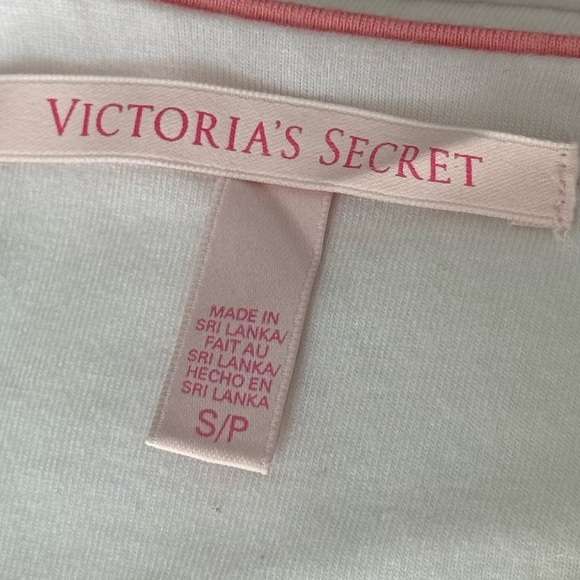 VICTORIA'S SECRET
MADE IN
SRI LANKA/
FAIT AU
SRI LANKA/
HECHO EN
SRI LANKA
S/P